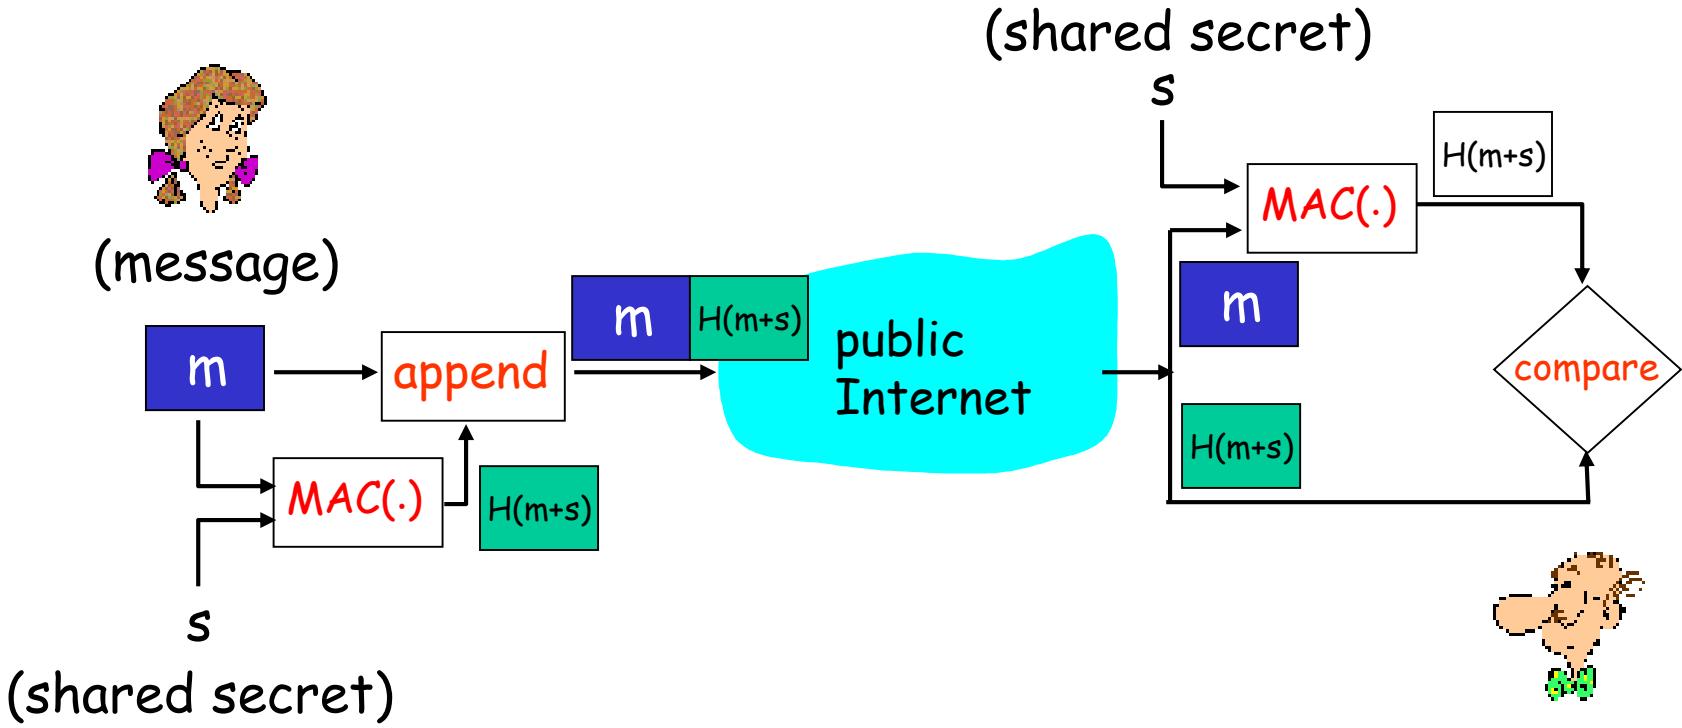 (shared secret)
s
H(m+s)
MAC(.)
(message)
m
append
m
H(m+s)
public
Internet
m
H(m+s)
compare
MAC(.)
H(m+s)
s
(shared secret)